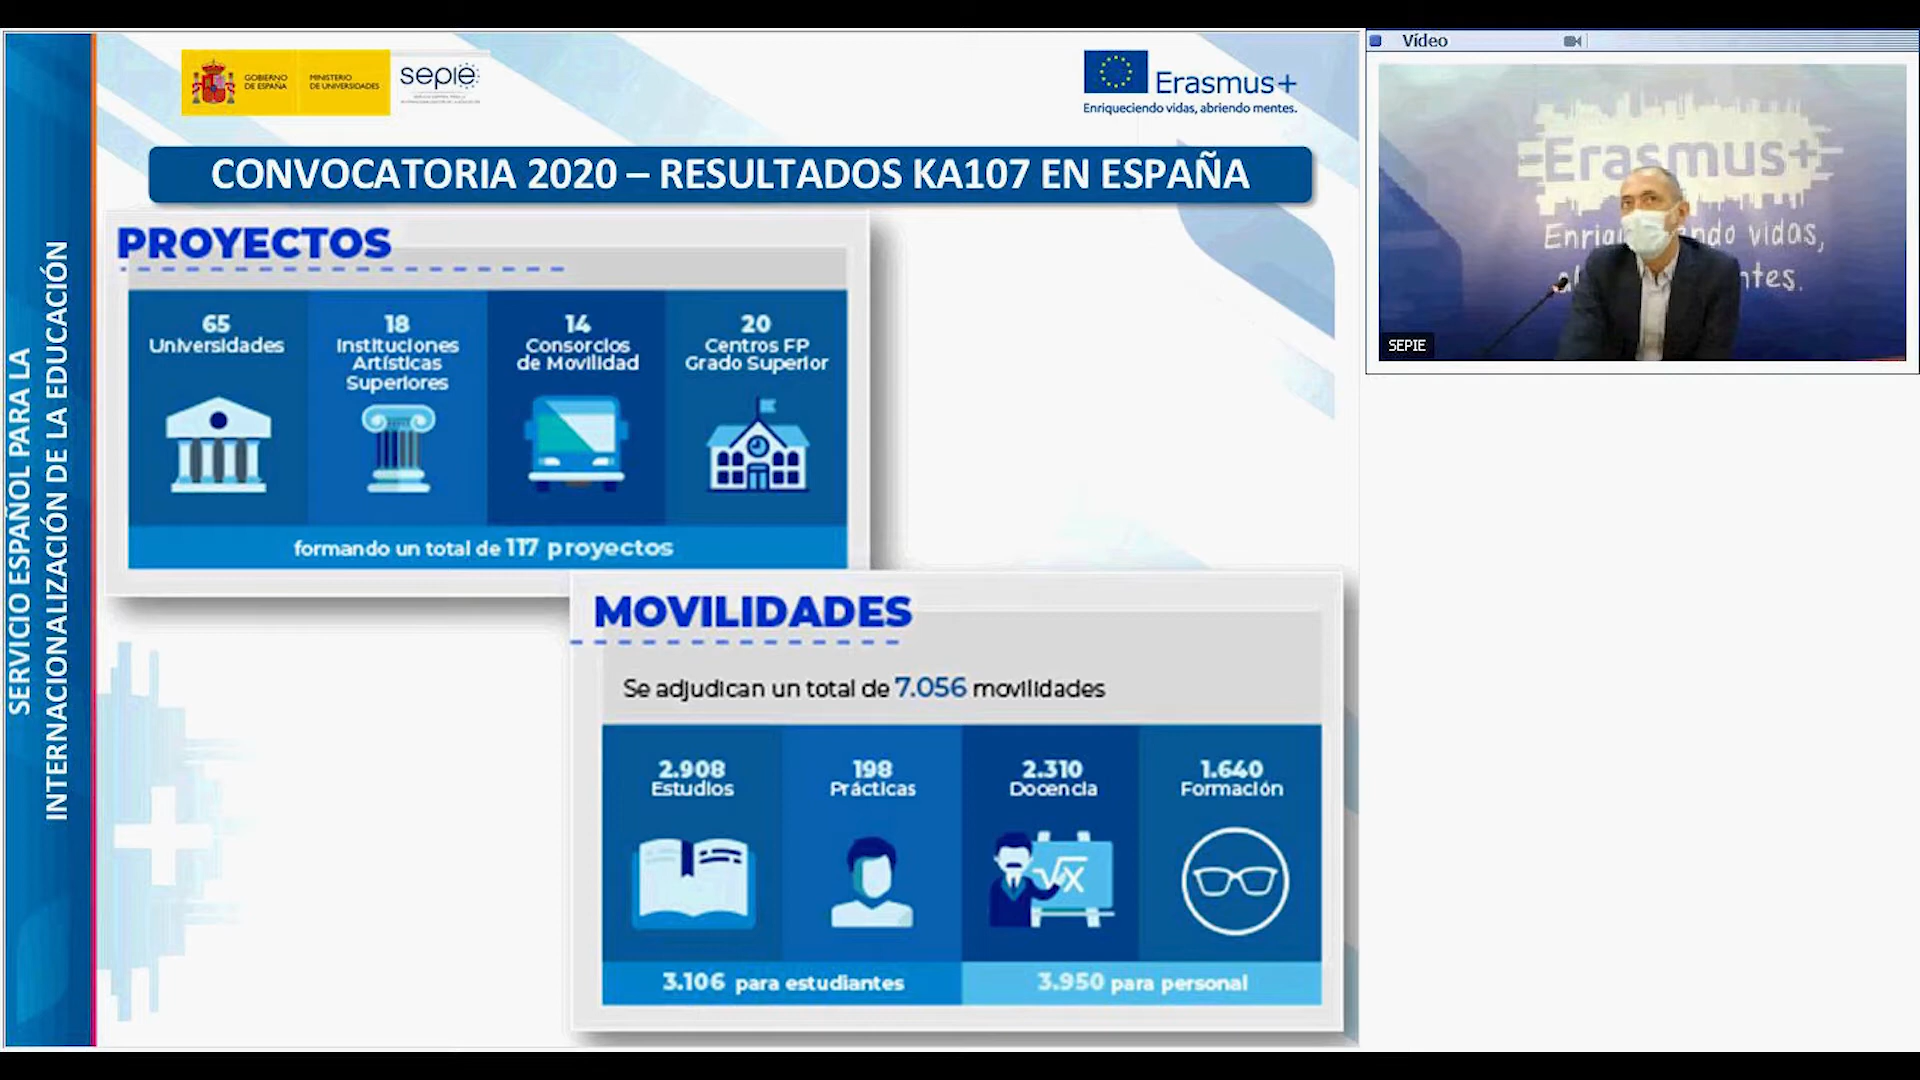 GOBIERNO
DE ESPAÑA
MINISTERIO
DE UNIVERSIDADES
sepie
Erasmus+
Enriqueciendo vidas, abriendo mentes.
CONVOCATORIA 2020 – RESULTADOS KA107 EN ESPAÑA
SERVICIO ESPAÑOL PARA LA
INTERNACIONALIZACIÓN DE LA EDUCACIÓN
PROYECTOS
65
Universidades
18
Instituciones
Artísticas
Superiores
14
Consorcios
de Movilidad
20
Centros FP
Grado Superior
formando un total de 117 proyectos
MOVILIDADES
Se adjudican un total de 7.056 movilidades
2.908
Estudios
198
Prácticas
2.310
Docencia
√x
1.640
Formación
3.106 para estudiantes
3.950 para personal
Vídeo
Erasmus+
vidas,
SEPIE